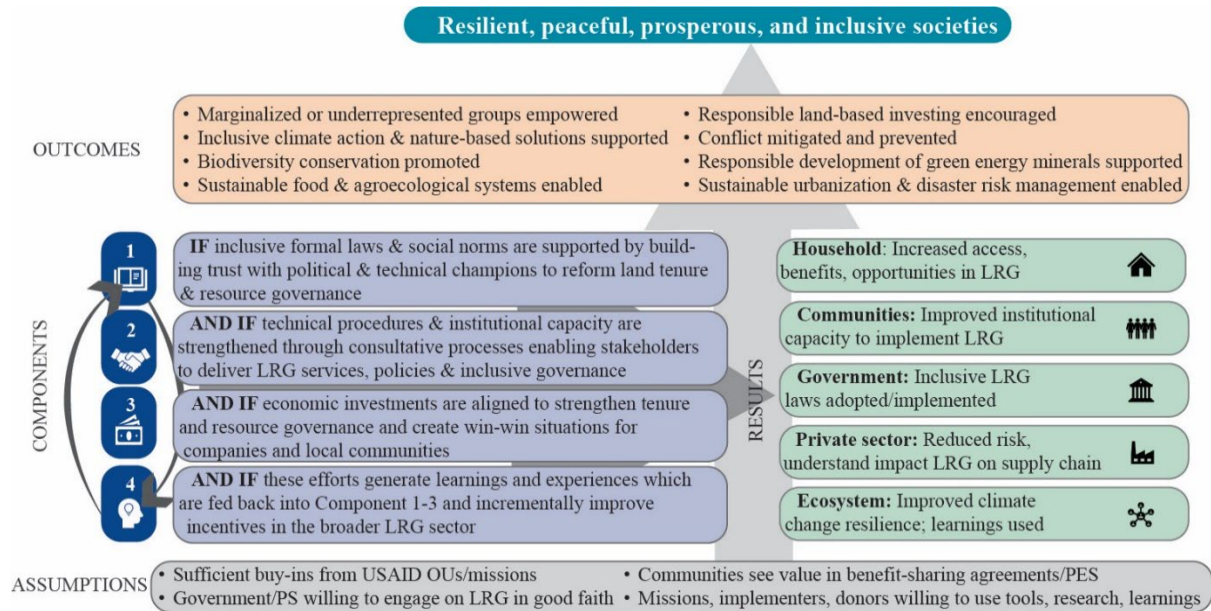 Resilient, peaceful, prosperous, and inclusive societies
OUTCOMES
• Marginalized or underrepresented groups empowered
• Inclusive climate action & nature-based solutions supported
• Biodiversity conservation promoted
• Sustainable food & agroecological systems enabled
• Responsible land-based investing encouraged
• Conflict mitigated and prevented
• Responsible development of green energy minerals supported
• Sustainable urbanization & disaster risk management enabled
COMPONENTS
1
IF inclusive formal laws & social norms are supported by build-
ing trust with political & technical champions to reform land tenure
& resource governance
2
AND IF technical procedures & institutional capacity are
strengthened through consultative processes enabling stakeholders
to deliver LRG services, policies & inclusive governance
3
AND IF economic investments are aligned to strengthen tenure
and resource governance and create win-win situations for
companies and local communities
4
AND IF these efforts generate learnings and experiences which
are fed back into Component 1-3 and incrementally improve
incentives in the broader LRG sector
RESULTS
Household: Increased access,
benefits, opportunities in LRG
Communities: Improved institutional
capacity to implement LRG
Government: Inclusive LRG
laws adopted/implemented
Private sector: Reduced risk,
understand impact LRG on supply chain
Ecosystem: Improved climate
change resilience; learnings used
ASSUMPTIONS
• Sufficient buy-ins from USAID OUs/missions
• Government/PS willing to engage on LRG in good faith
• Communities see value in benefit-sharing agreements/PES
• Missions, implementers, donors willing to use tools, research, learnings